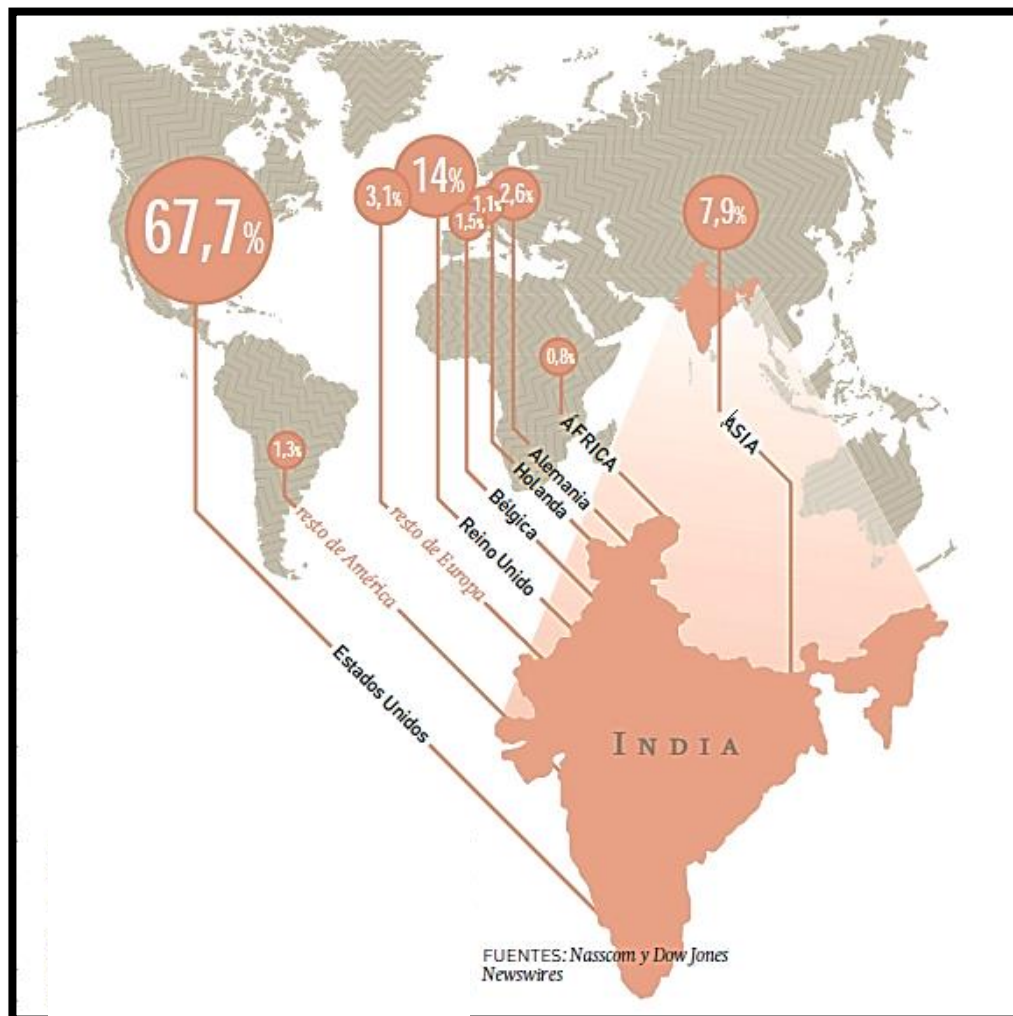 67,7%
3,1%
14%
1,5%
1,1%
2,6%
7,9%
0,8%
1,3%
ÁFRICA
ASIA
Alemania
Holanda
Bélgica
Reino Unido
resto de Europa
resto de América
Estados Unidos
INDIA
FUENTES: Nasscom y Dow Jones
Newswires